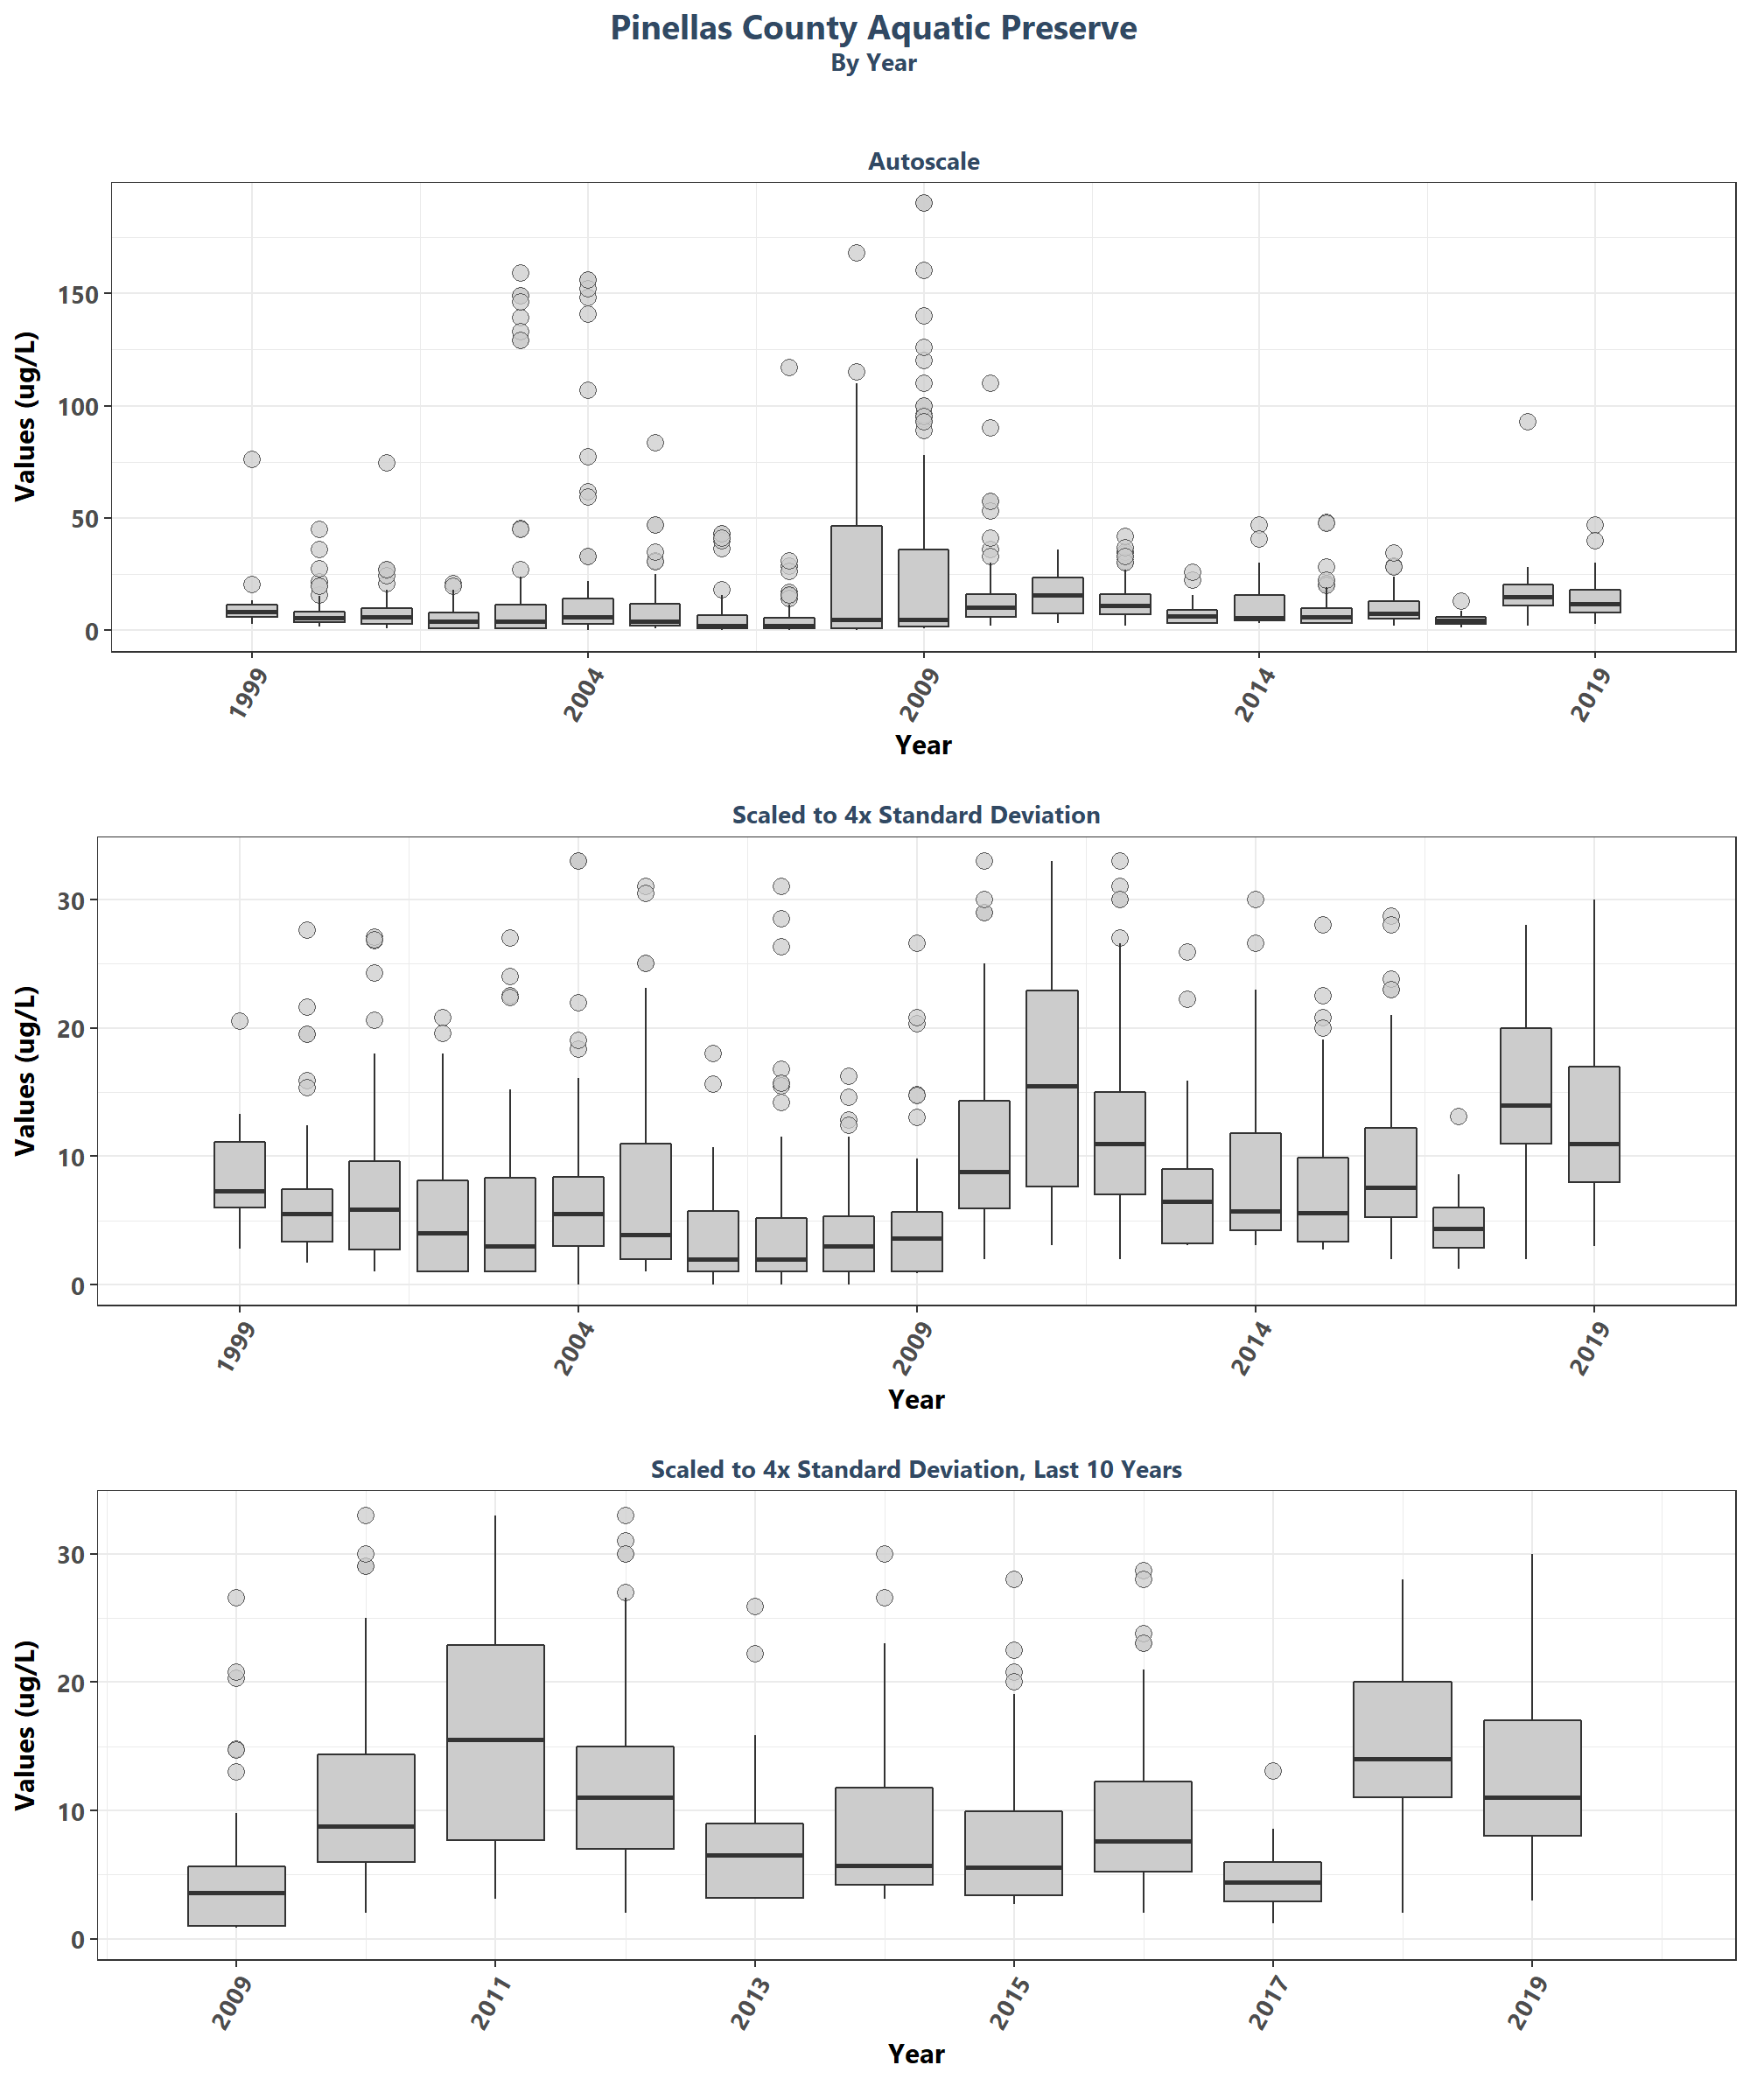 Pinellas County Aquatic Preserve
By Year
Autoscale
Values (ug/L)
150
100
50
0
1999
2004
2009
2014
2019
Year
Scaled to 4x Standard Deviation
Values (ug/L)
30
20
10
0
1999
2004
2009
2014
2019
Year
Scaled to 4x Standard Deviation, Last 10 Years
Values (ug/L)
30
20
10
0
2009
2011
2013
2015
2017
2019
Year